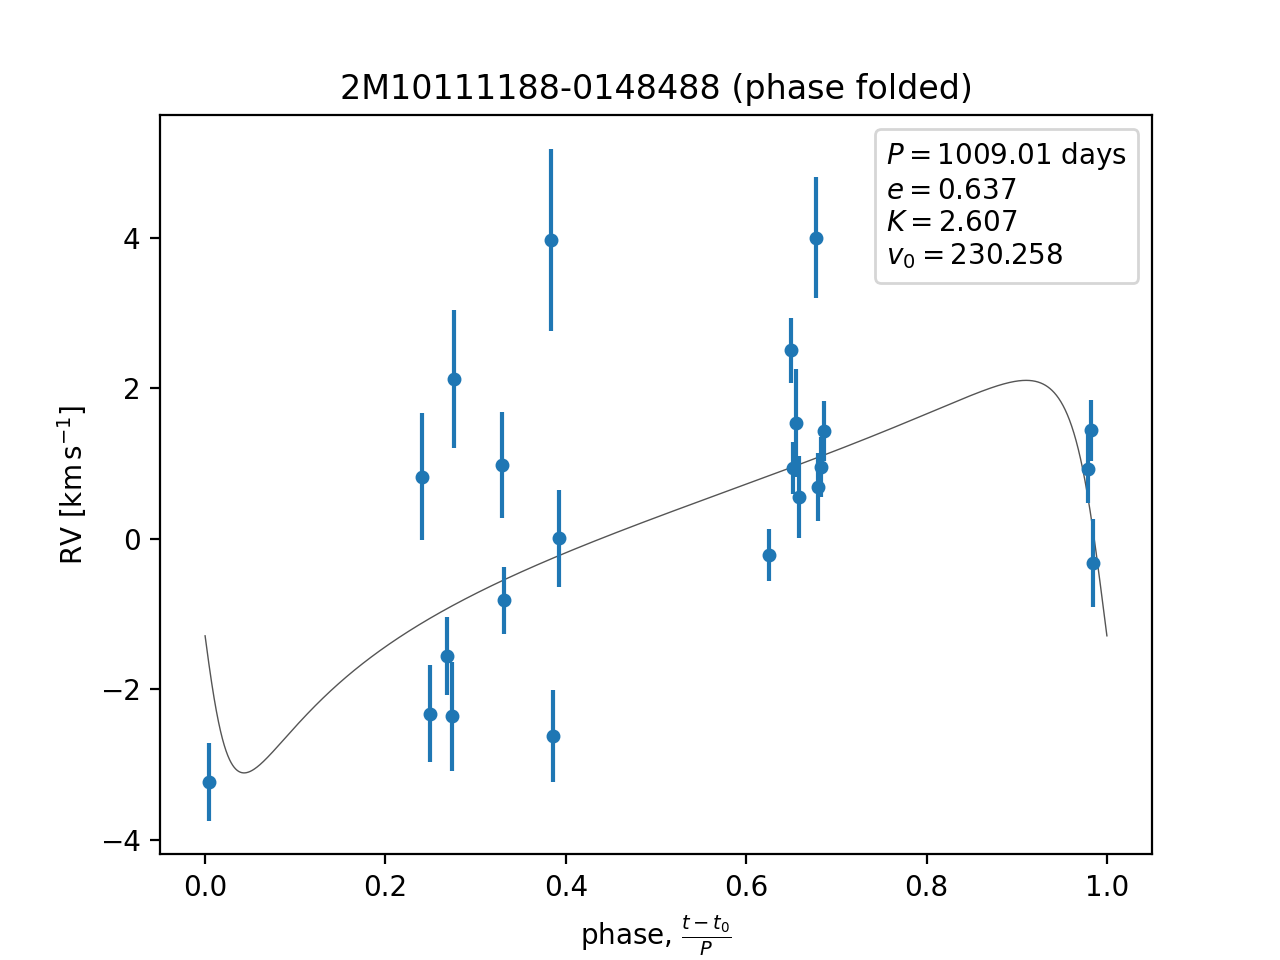 2M10111188-0148488 (phase folded)
P = 1009.01 days
e = 0.637
K = 2.607
v₀ = 230.258
RV [km s⁻¹]
4
2
0
−2
−4
0.0 0.2 0.4 0.6 0.8 1.0
phase, (t − t₀)/P